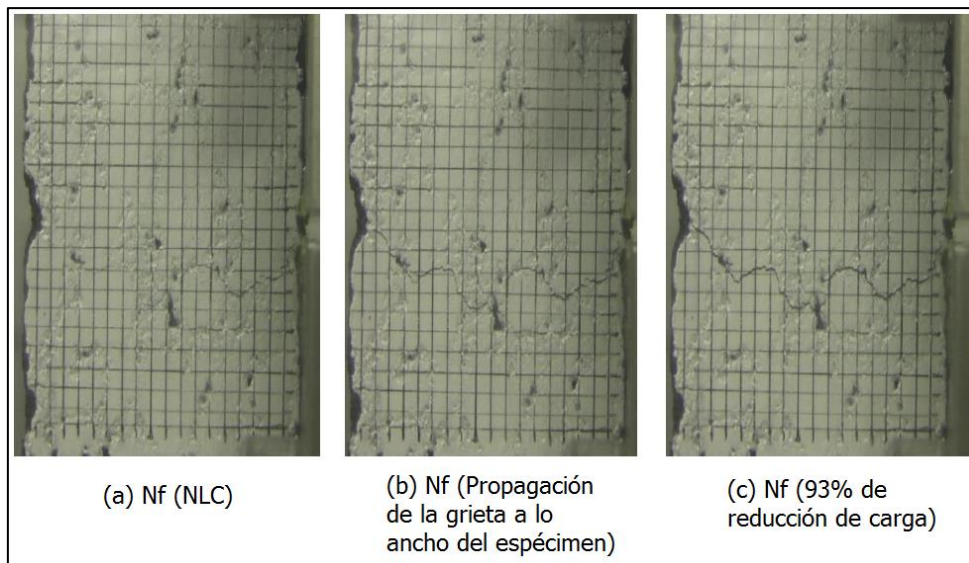 (a) Nf (NLC)
(b) Nf (Propagación
de la grieta a lo
ancho del espécimen)
(c) Nf (93% de
reducción de carga)